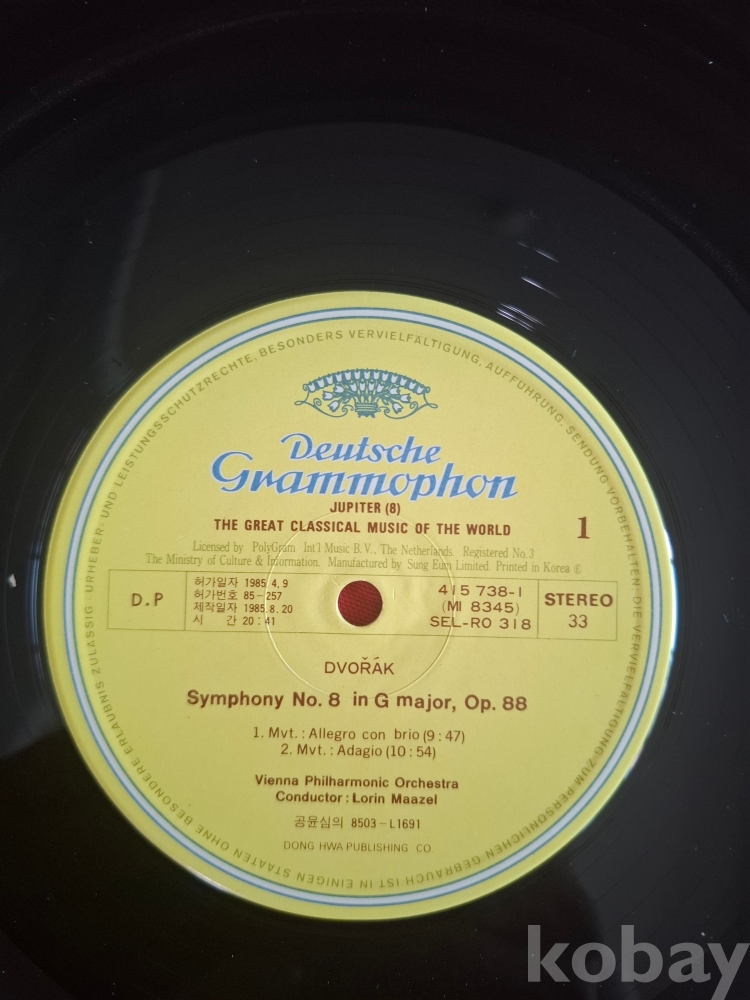 Deutsche
Grammophon
JUPITER (8)
THE GREAT CLASSICAL MUSIC OF THE WORLD
1
Licensed by PolyGram Int'l Music B.V., The Netherlands. Registered No.3
The Ministry of Culture & Information. Manufactured by Sung Eum Limited. Printed in Korea ℗
D.P
허가일자 1985.4.9
허가번호 85-257
제작일자 1985.8.20
시 간 20:41
415 738-1
(MI 8345)
SEL-RO 318
STEREO
33
DVOŘÁK
Symphony No. 8 in G major, Op. 88
1. Mvt.: Allegro con brio (9:47)
2. Mvt.: Adagio (10:54)
Vienna Philharmonic Orchestra
Conductor: Lorin Maazel
공윤심의 8503-L1691
DONG HWA PUBLISHING CO.
URHEBER- UND LEISTUNGSSCHUTZRECHTE, BESONDERS VERVIELFÄLTIGUNG, AUFFÜHRUNG, SENDUNG VORBEHALTEN; DIE VERVIELFÄLTIGUNG ZUM PERSÖNLICHEN GEBRAUCH IST IN EINIGEN STAATEN OHNE BESONDERE ERLAUBNIS ZULÄSSIG ·
kobay